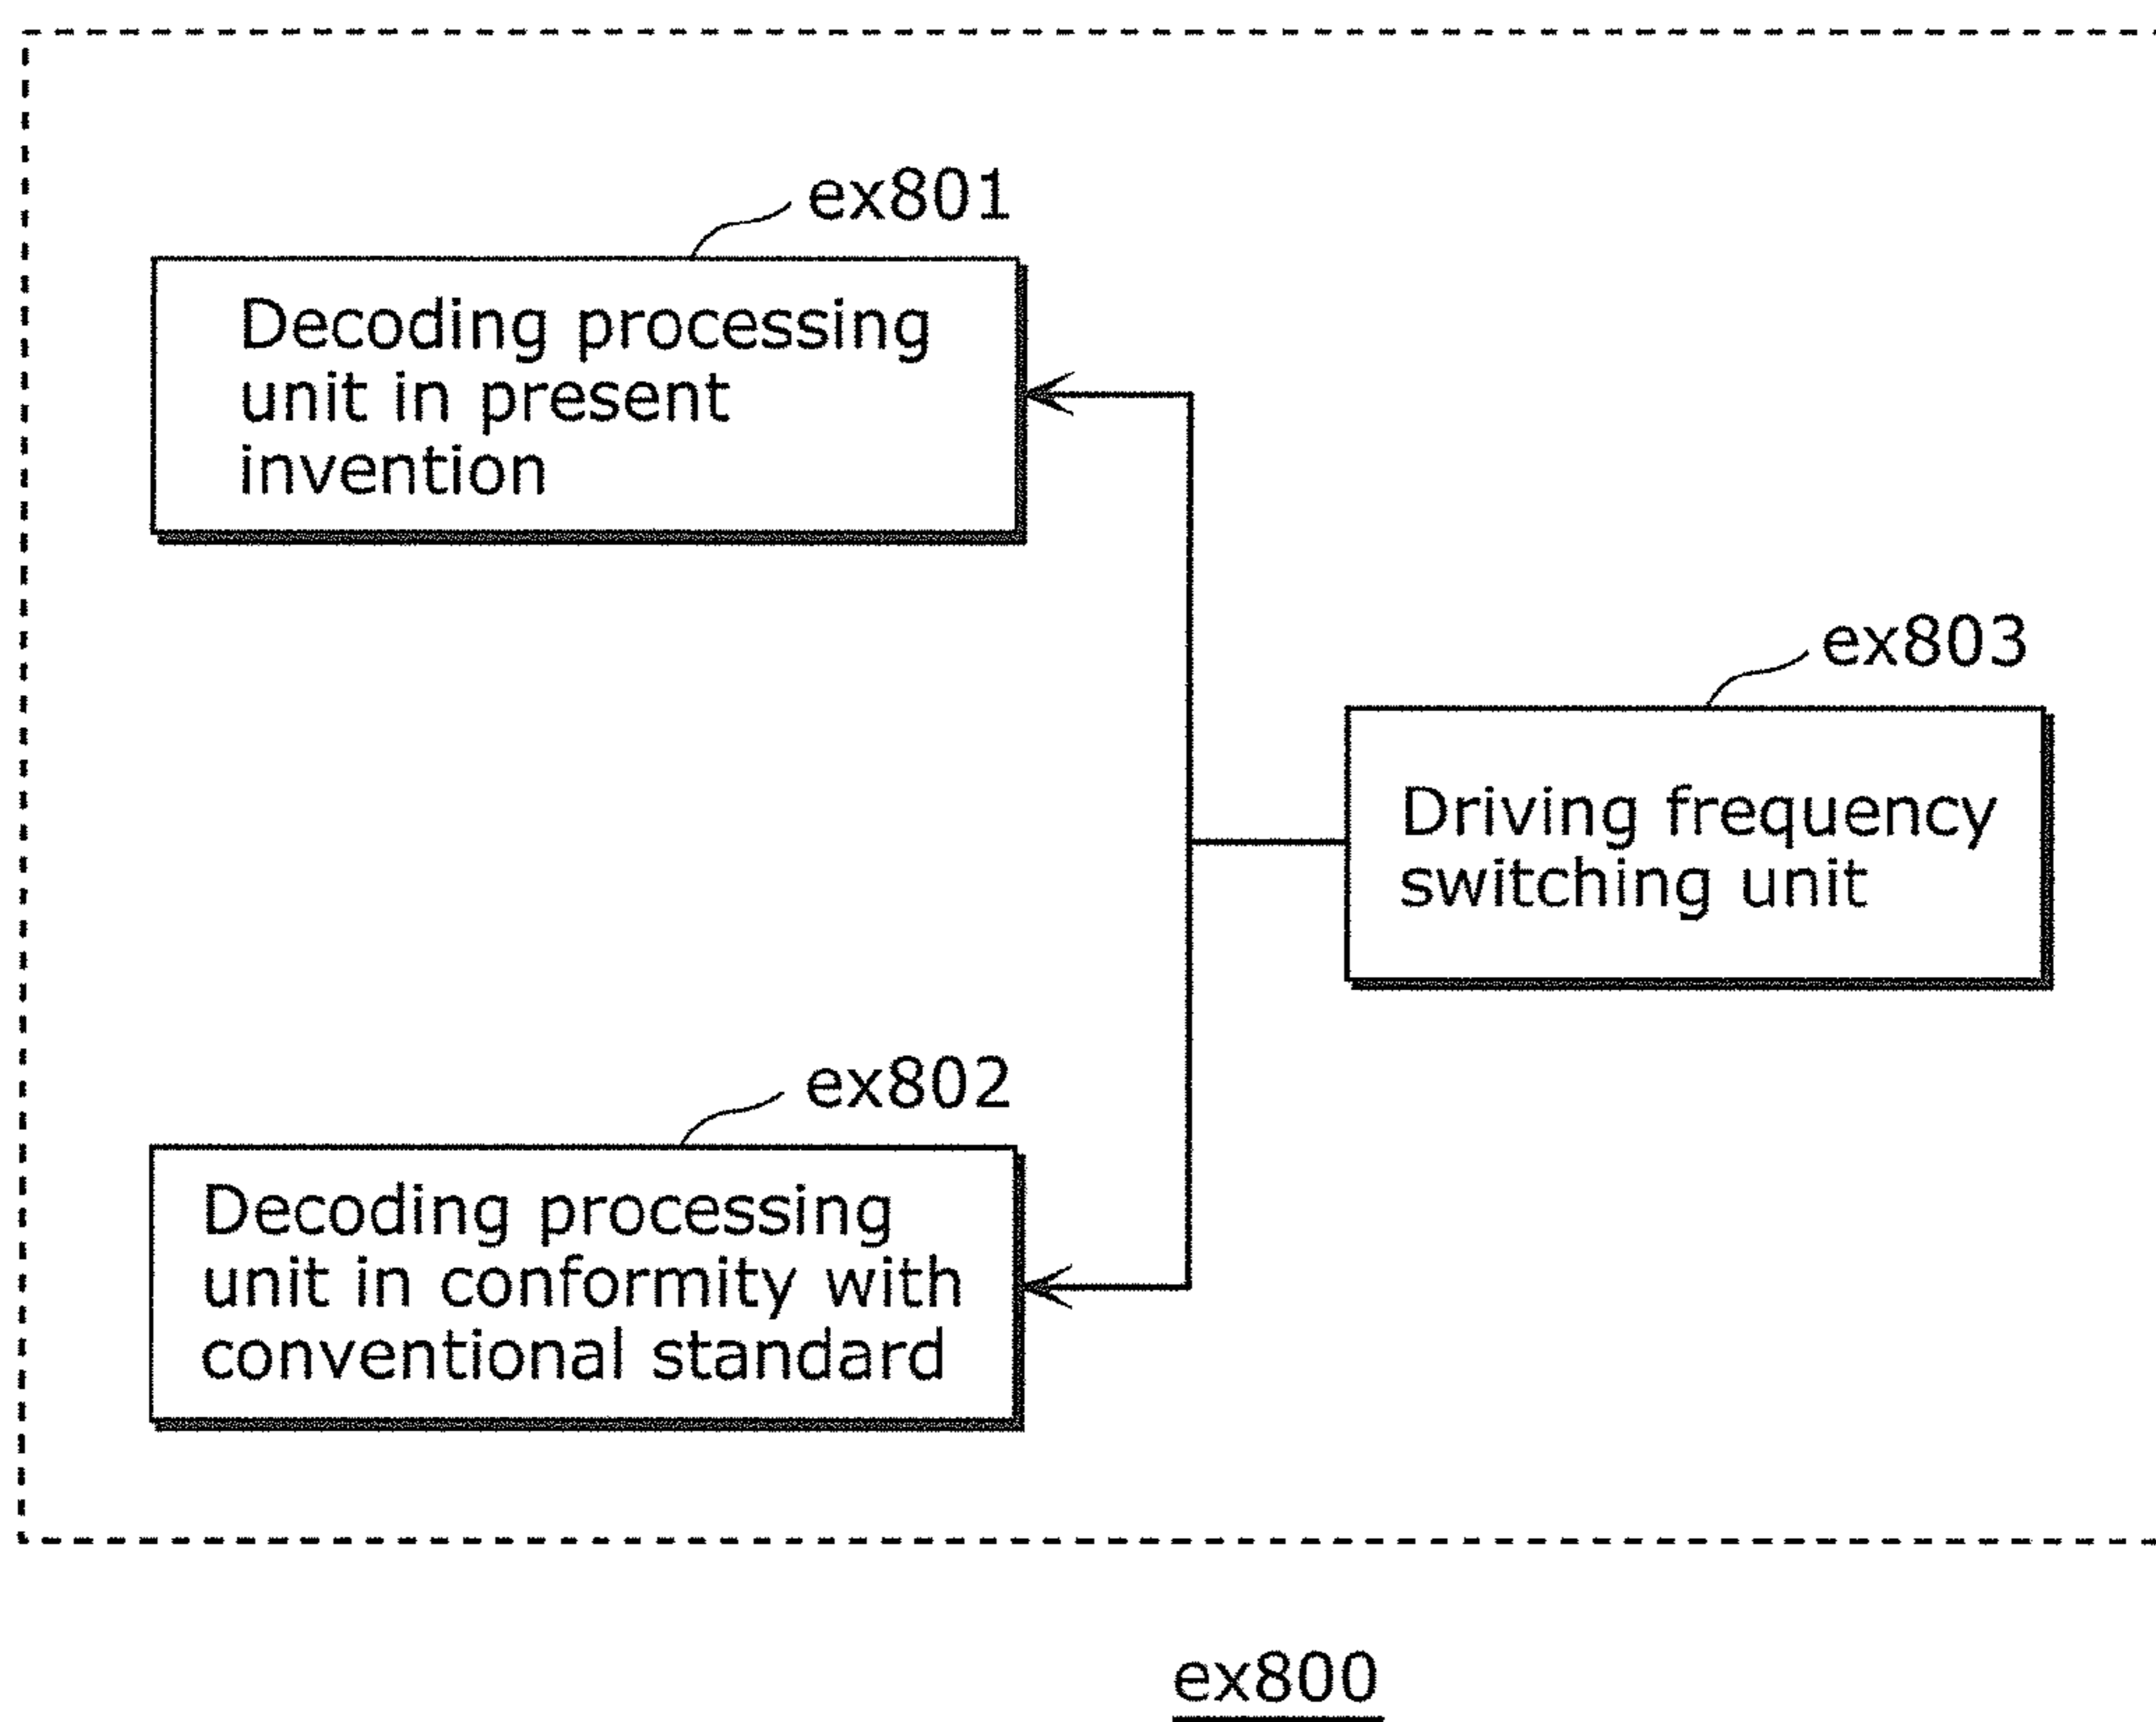 ex801
Decoding processing
unit in present
invention
ex803
Driving frequency
switching unit
ex802
Decoding processing
unit in conformity with
conventional standard
ex800